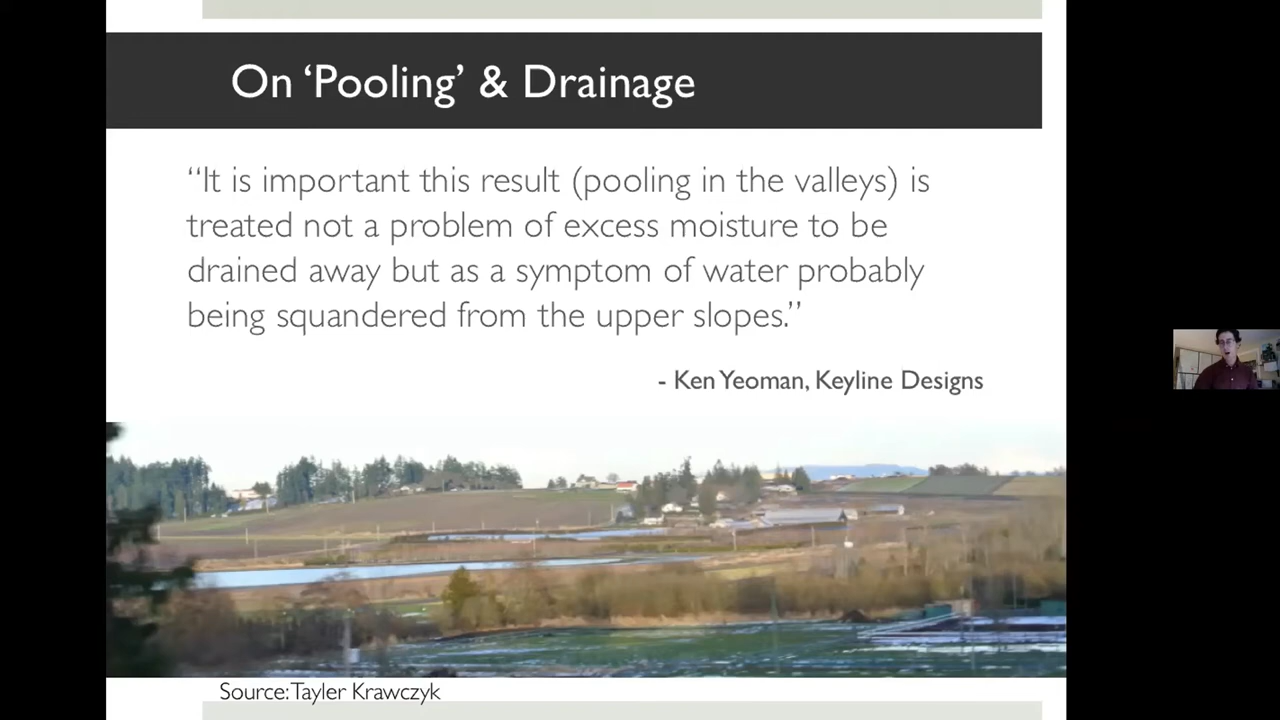 On ‘Pooling’ & Drainage
“It is important this result (pooling in the valleys) is
treated not a problem of excess moisture to be
drained away but as a symptom of water probably
being squandered from the upper slopes.”
- Ken Yeoman, Keyline Designs
Source: Tayler Krawczyk